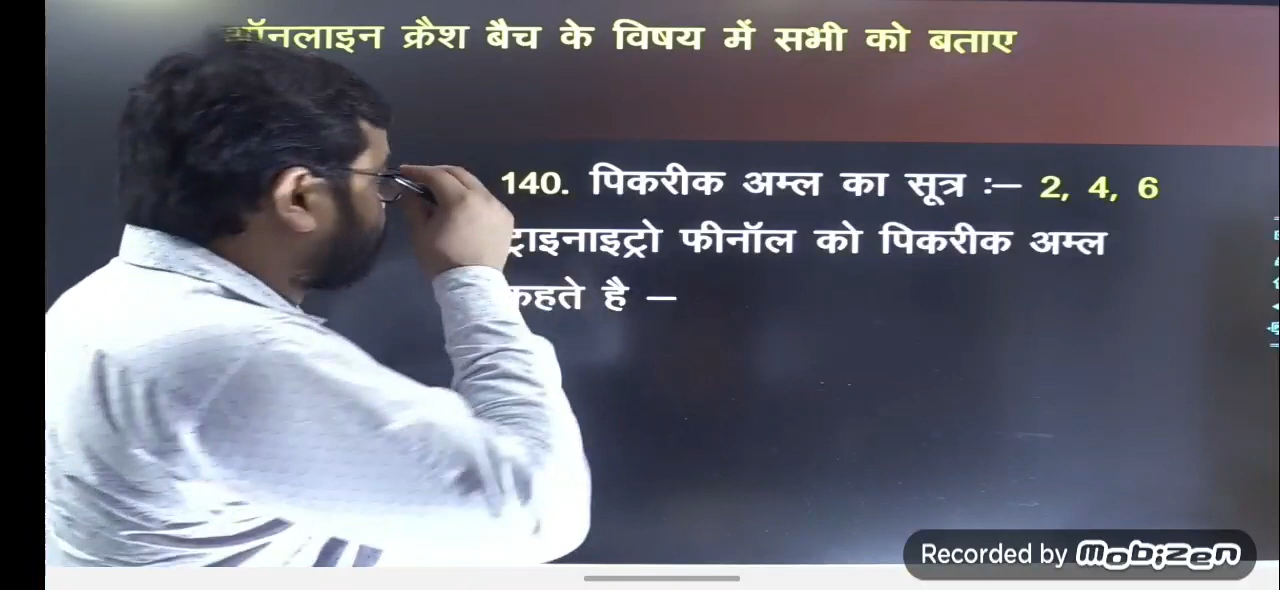 ऑनलाइन क्रैश बैच के विषय में सभी को बताए
140. पिकरीक अम्ल का सूत्र :— 2, 4, 6
ट्राइनाइट्रो फीनॉल को पिकरीक अम्ल
कहते है —
Recorded by mobizen